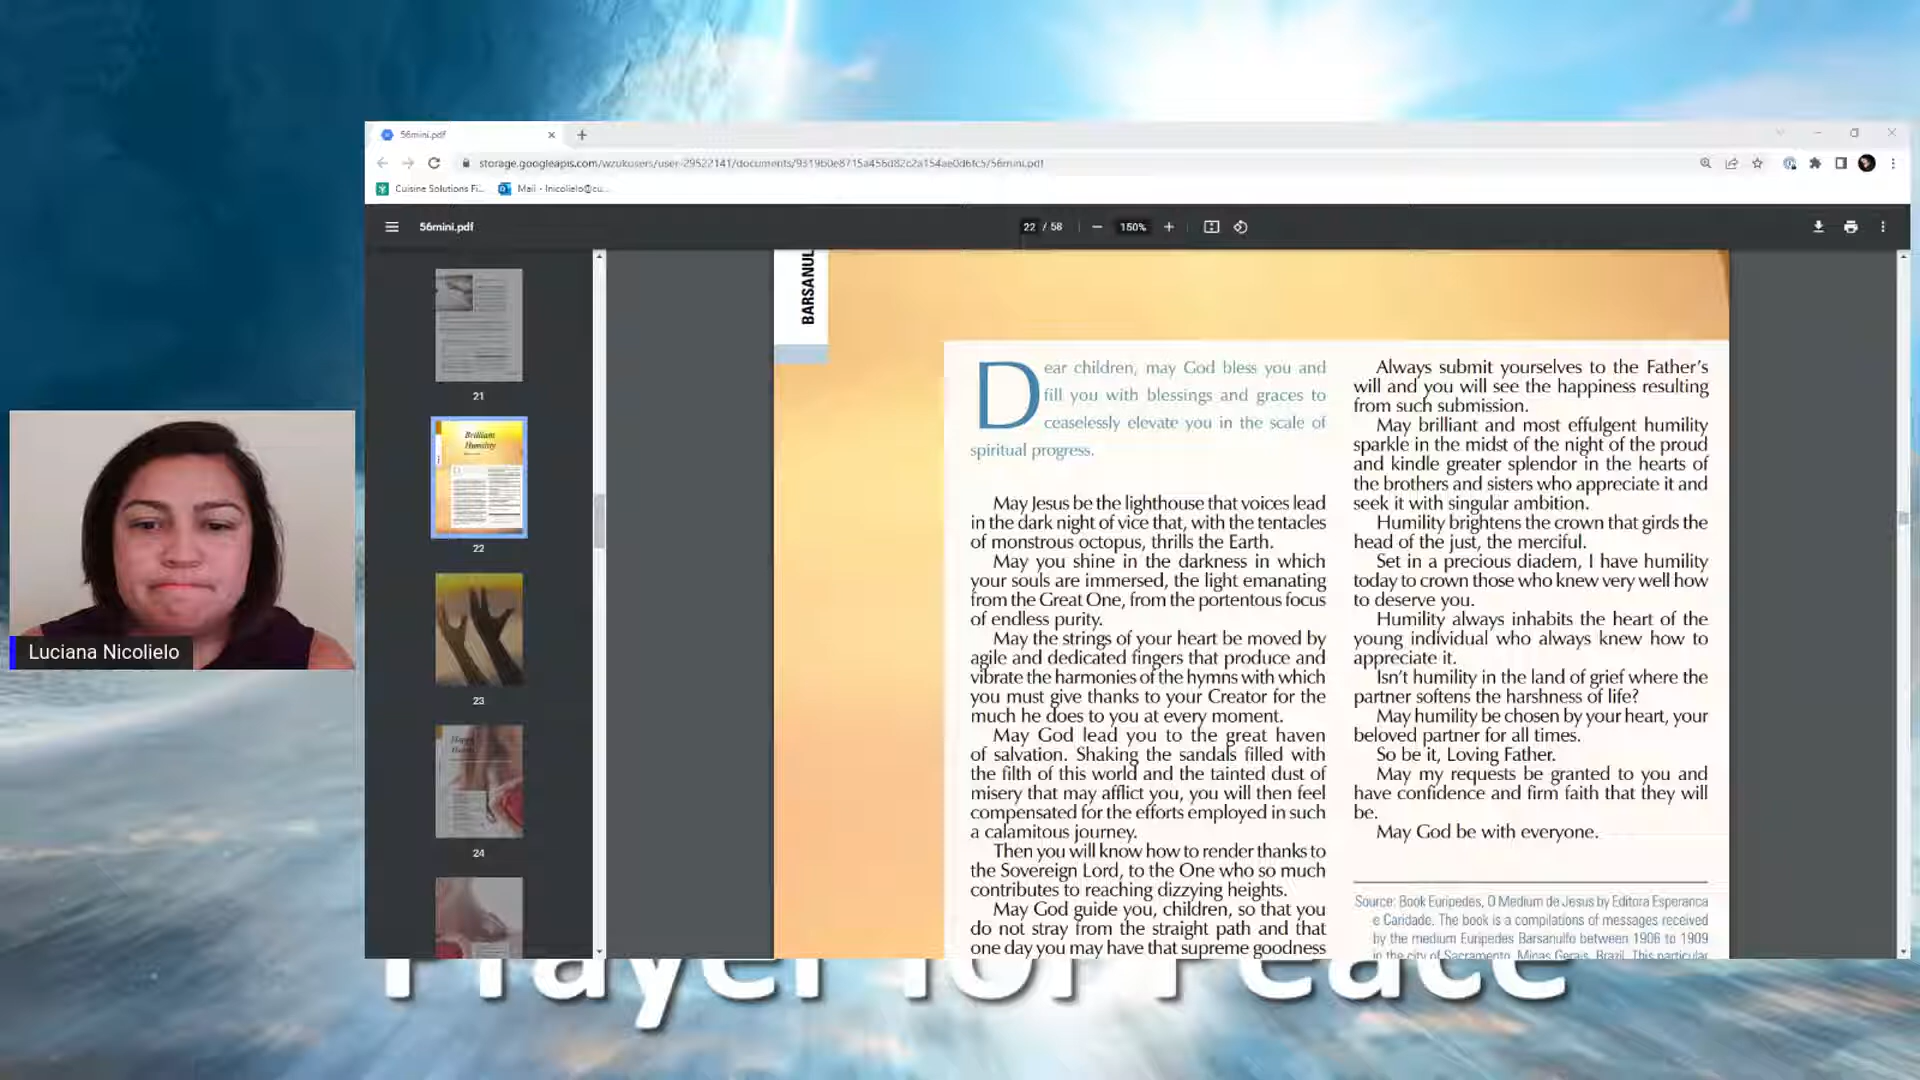 56mini.pdf
storage.googleapis.com/wzukusers/user-29522141/documents/9319b0e8715a456d82c2a154ae0d6fc5/56mini.pdf
Cuisine Solutions Fi...
Mail - lnicolielo@cu...
56mini.pdf
22 / 58
150%
21
Brilliant
Humility
22
23
Happy
24
BARSANUL
Dear children, may God bless you and
fill you with blessings and graces to
ceaselessly elevate you in the scale of
spiritual progress.
May Jesus be the lighthouse that voices lead
in the dark night of vice that, with the tentacles
of monstrous octopus, thrills the Earth.
May you shine in the darkness in which
your souls are immersed, the light emanating
from the Great One, from the portentous focus
of endless purity.
May the strings of your heart be moved by
agile and dedicated fingers that produce and
vibrate the harmonies of the hymns with which
you must give thanks to your Creator for the
much he does to you at every moment.
May God lead you to the great haven
of salvation. Shaking the sandals filled with
the filth of this world and the tainted dust of
misery that may afflict you, you will then feel
compensated for the efforts employed in such
a calamitous journey.
Then you will know how to render thanks to
the Sovereign Lord, to the One who so much
contributes to reaching dizzying heights.
May God guide you, children, so that you
do not stray from the straight path and that
one day you may have that supreme goodness
Always submit yourselves to the Father's
will and you will see the happiness resulting
from such submission.
May brilliant and most effulgent humility
sparkle in the midst of the night of the proud
and kindle greater splendor in the hearts of
the brothers and sisters who appreciate it and
seek it with singular ambition.
Humility brightens the crown that girds the
head of the just, the merciful.
Set in a precious diadem, I have humility
today to crown those who knew very well how
to deserve you.
Humility always inhabits the heart of the
young individual who always knew how to
appreciate it.
Isn't humility in the land of grief where the
partner softens the harshness of life?
May humility be chosen by your heart, your
beloved partner for all times.
So be it, Loving Father.
May my requests be granted to you and
have confidence and firm faith that they will
be.
May God be with everyone.
Source: Book Eurípedes, O Medium de Jesus by Editora Esperanca
e Caridade. The book is a compilations of messages received
by the medium Eurípedes Barsanulfo between 1906 to 1909
in the city of Sacramento, Minas Gerais, Brazil. This particular
Luciana Nicolielo
Prayer for Peace